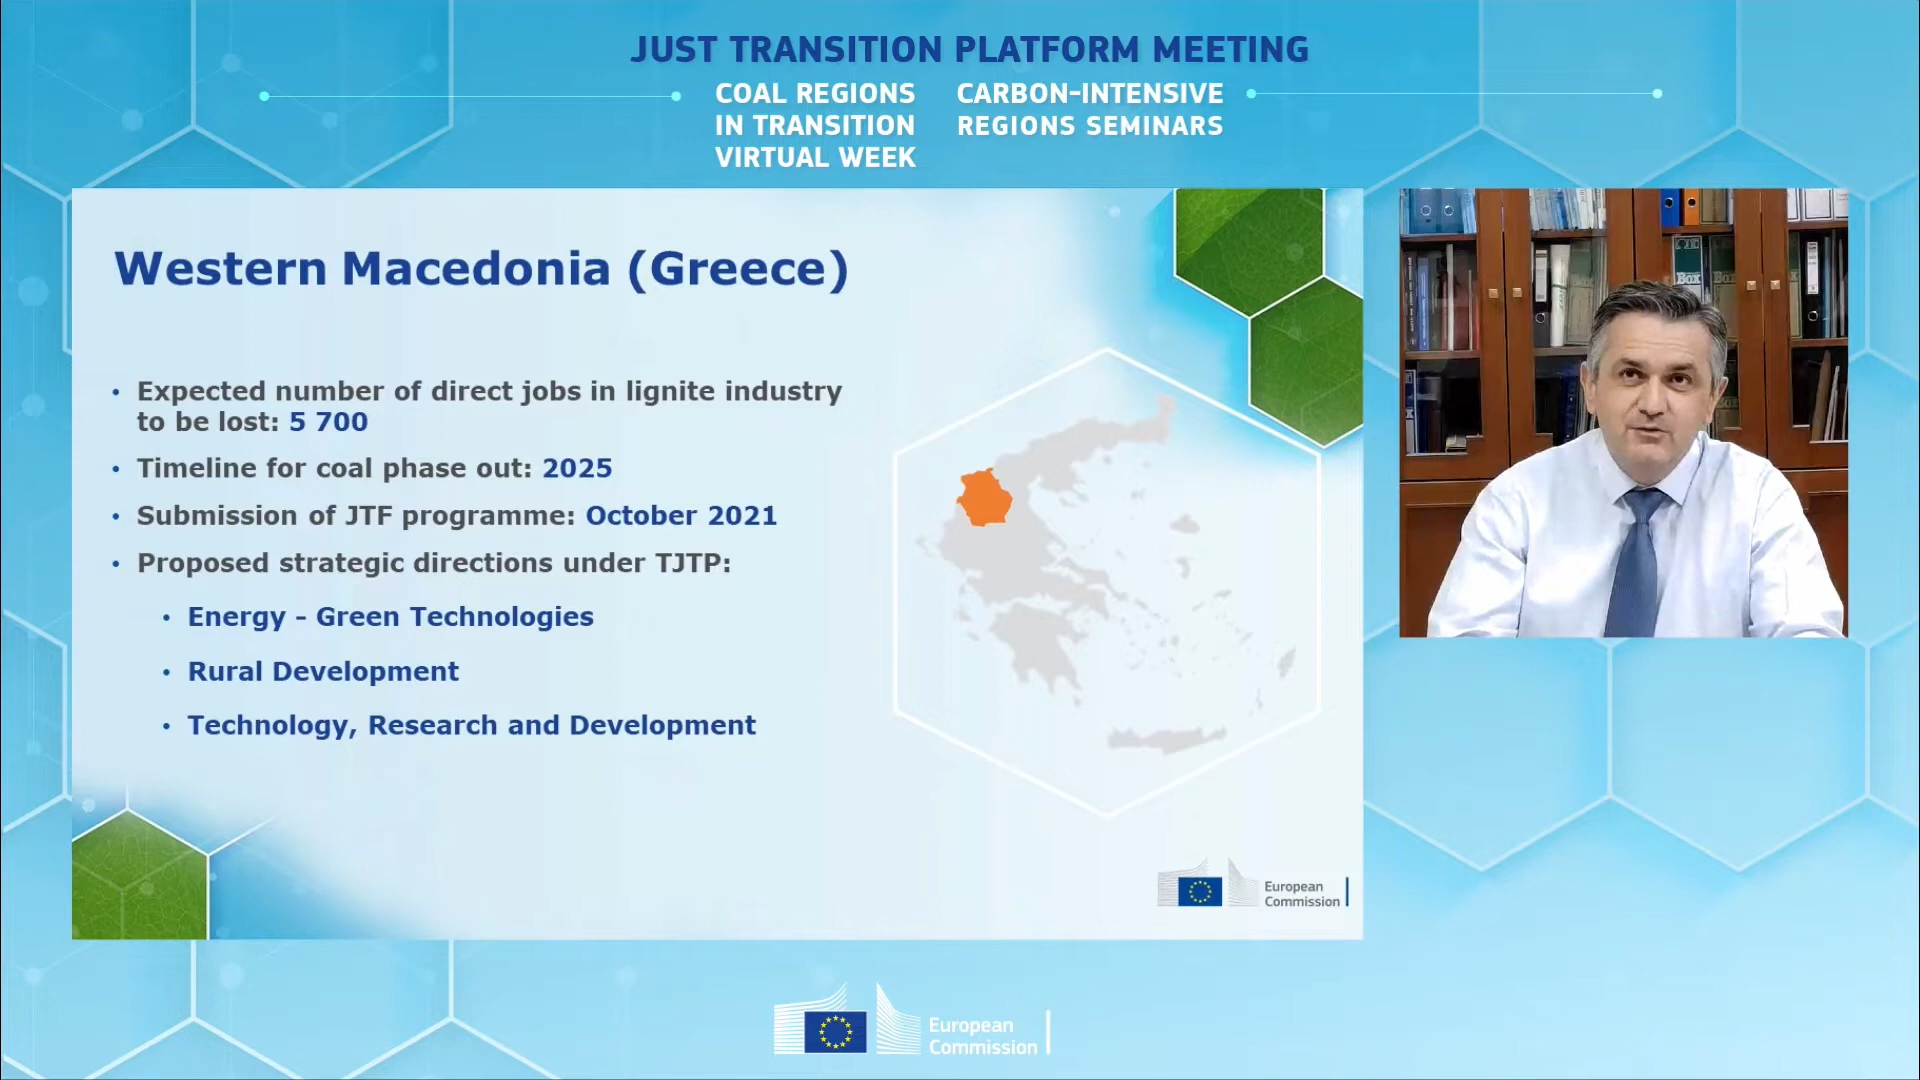 JUST TRANSITION PLATFORM MEETING
COAL REGIONS
IN TRANSITION
VIRTUAL WEEK
CARBON-INTENSIVE
REGIONS SEMINARS
Western Macedonia (Greece)
• Expected number of direct jobs in lignite industry
to be lost: 5 700
• Timeline for coal phase out: 2025
• Submission of JTF programme: October 2021
• Proposed strategic directions under TJTP:
• Energy - Green Technologies
• Rural Development
• Technology, Research and Development
European
Commission
Box
Box
European
Commission